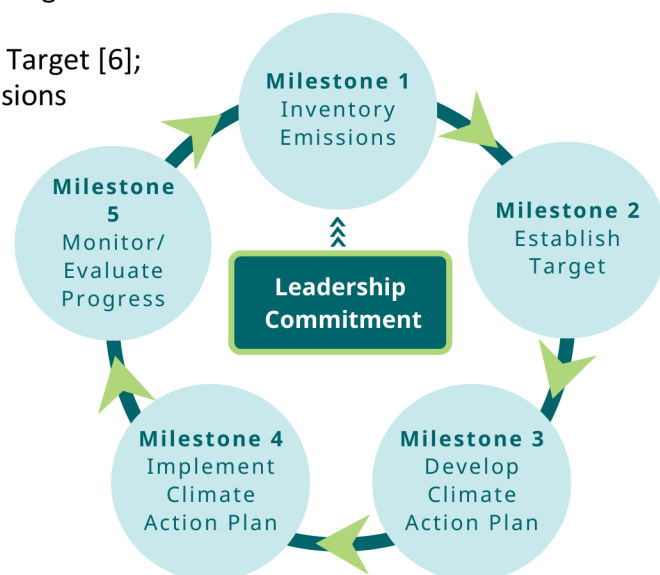 Target [6];
sions
Milestone 1
Inventory
Emissions
Milestone 2
Establish
Target
Milestone 3
Develop
Climate
Action Plan
Milestone 4
Implement
Climate
Action Plan
Milestone
5
Monitor/
Evaluate
Progress
Leadership
Commitment